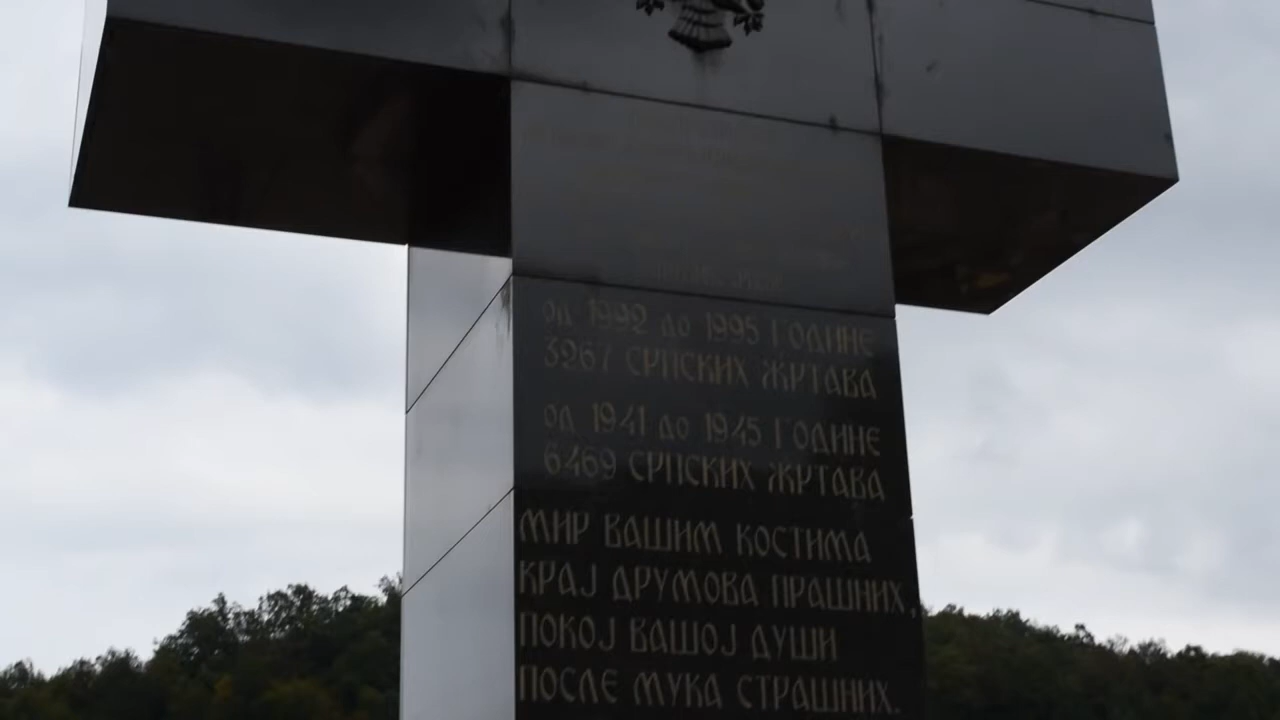 од 1992 до 1995 ГОДИНЕ
3267 СРПСКИХ ЖРТАВА
од 1941 до 1945 ГОДИНЕ
6469 СРПСКИХ ЖРТАВА
МИР ВАШИМ КОСТИМА
КРАЈ ДРУМОВА ПРАШНИХ,
ПОКОЈ ВАШОЈ ДУШИ
ПОСЛЕ МУКА СТРАШНИХ.